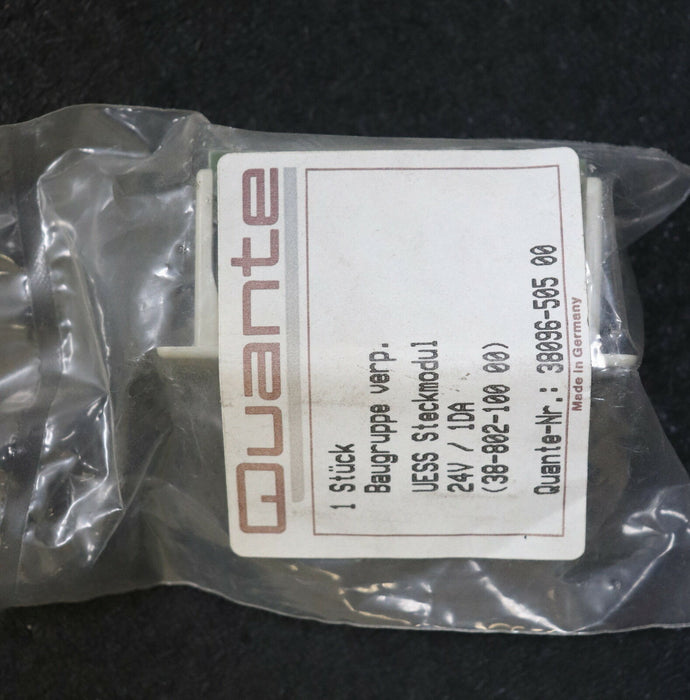 Quante
1 Stück
Baugruppe verp.
UESS Steckmodul
24V / 1DA
(38-802-100 00)
Quante-Nr.: 38096-505 00
Made in Germany